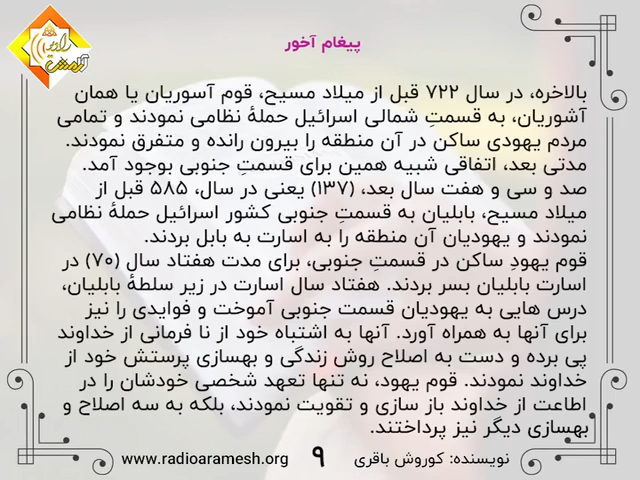 رادیو
آرامش
پیغام آخور
بالاخره، در سال ۷۲۲ قبل از میلاد مسیح، قوم آسوریان یا همان
آشوریان، به قسمتِ شمالی اسرائیل حملهٔ نظامی نمودند و تمامی
مردم یهودی ساکن در آن منطقه را بیرون رانده و متفرق نمودند.
مدتی بعد، اتفاقی شبیه همین برای قسمتِ جنوبی بوجود آمد.
صد و سی و هفت سال بعد، (۱۳۷) یعنی در سال، ۵۸۵ قبل از
میلاد مسیح، بابلیان به قسمتِ جنوبی کشور اسرائیل حملهٔ نظامی
نمودند و یهودیان آن منطقه را به اسارت به بابل بردند.
قوم یهودِ ساکن در قسمتِ جنوبی، برای مدت هفتاد سال (۷۰) در
اسارت بابلیان بسر بردند. هفتاد سال اسارت در زیر سلطهٔ بابلیان،
درس هایی به یهودیان قسمت جنوبی آموخت و فوایدی را نیز
برای آنها به همراه آورد. آنها به اشتباه خود از نا فرمانی از خداوند
پی برده و دست به اصلاح روش زندگی و بهسازی پرستش خود از
خداوند نمودند. قوم یهود، نه تنها تعهد شخصی خودشان را در
اطاعت از خداوند باز سازی و تقویت نمودند، بلکه به سه اصلاح و
بهسازی دیگر نیز پرداختند.
نویسنده: کوروش باقری ۹ www.radioaramesh.org